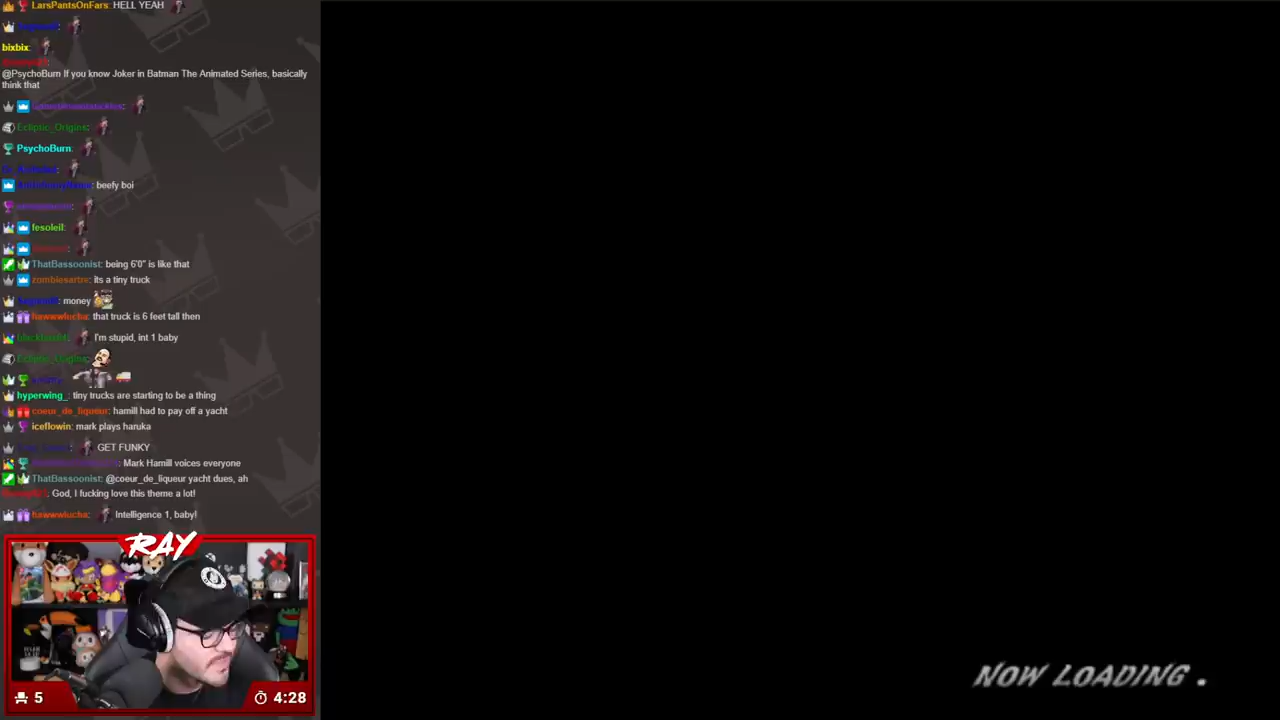 LarsPantsOnFars: HELL YEAH
bixbix:
@PsychoBurn If you know Joker in Batman The Animated Series, basically
think that
Ecliptic_Origins:
PsychoBurn:
beefy boi
fesoleil:
ThatBassoonist: being 6'0" is like that
zombiesartre: its a tiny truck
money
hawwwlucha: that truck is 6 feet tall then
I'm stupid, int 1 baby
Ecliptic_Origins:
hyperwing_: tiny trucks are starting to be a thing
coeur_de_liqueur: hamill had to pay off a yacht
iceflowin: mark plays haruka
GET FUNKY
Mark Hamill voices everyone
ThatBassoonist: @coeur_de_liqueur yacht dues, ah
God, I fucking love this theme a lot!
hawwwlucha: Intelligence 1, baby!
RAY
5 4:28
NOW LOADING .